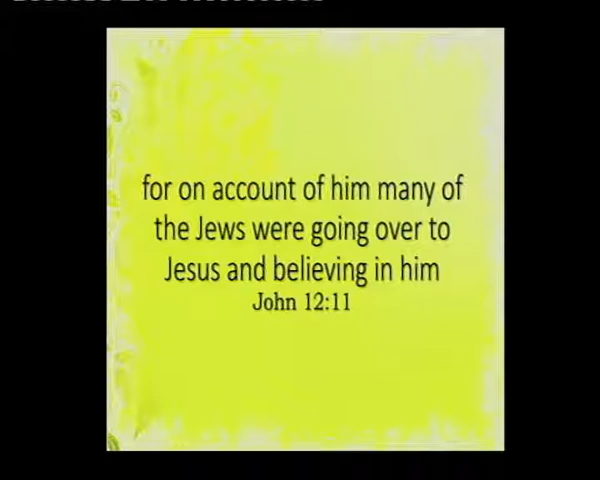 for on account of him many of
the Jews were going over to
Jesus and believing in him
John 12:11